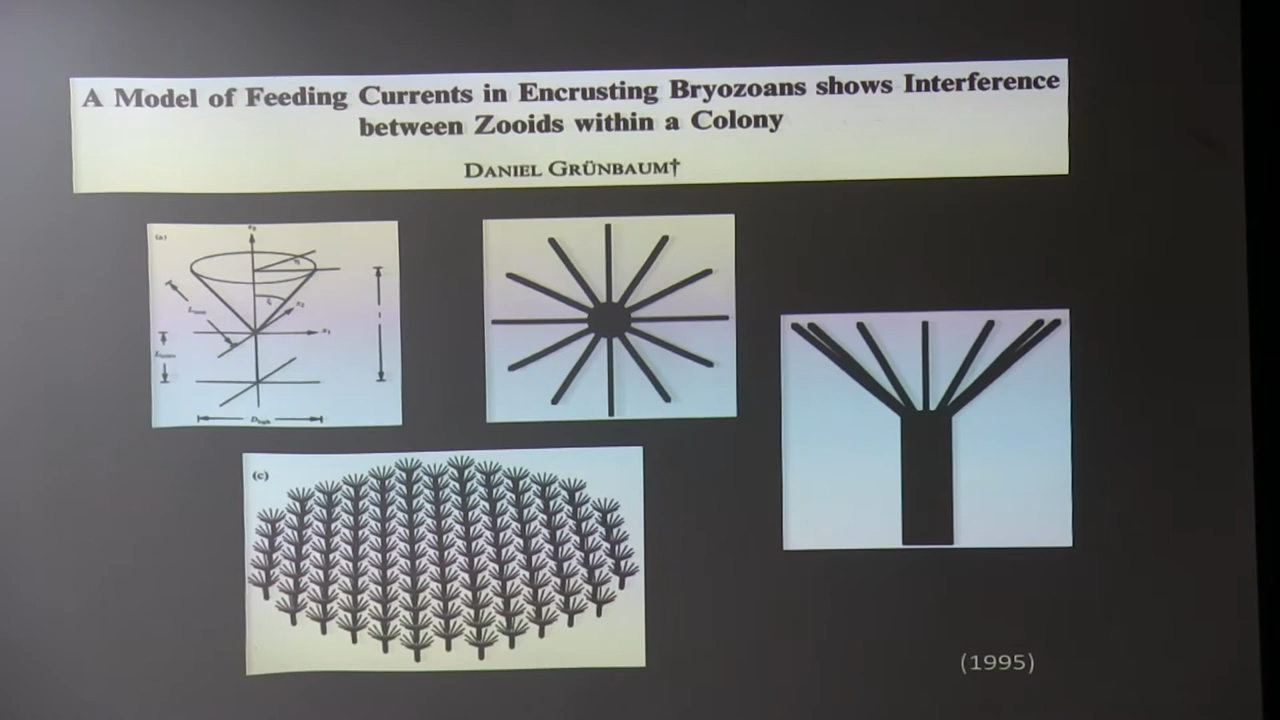 A Model of Feeding Currents in Encrusting Bryozoans shows Interference
between Zooids within a Colony
DANIEL GRÜNBAUM†
(a)
(c)
(1995)